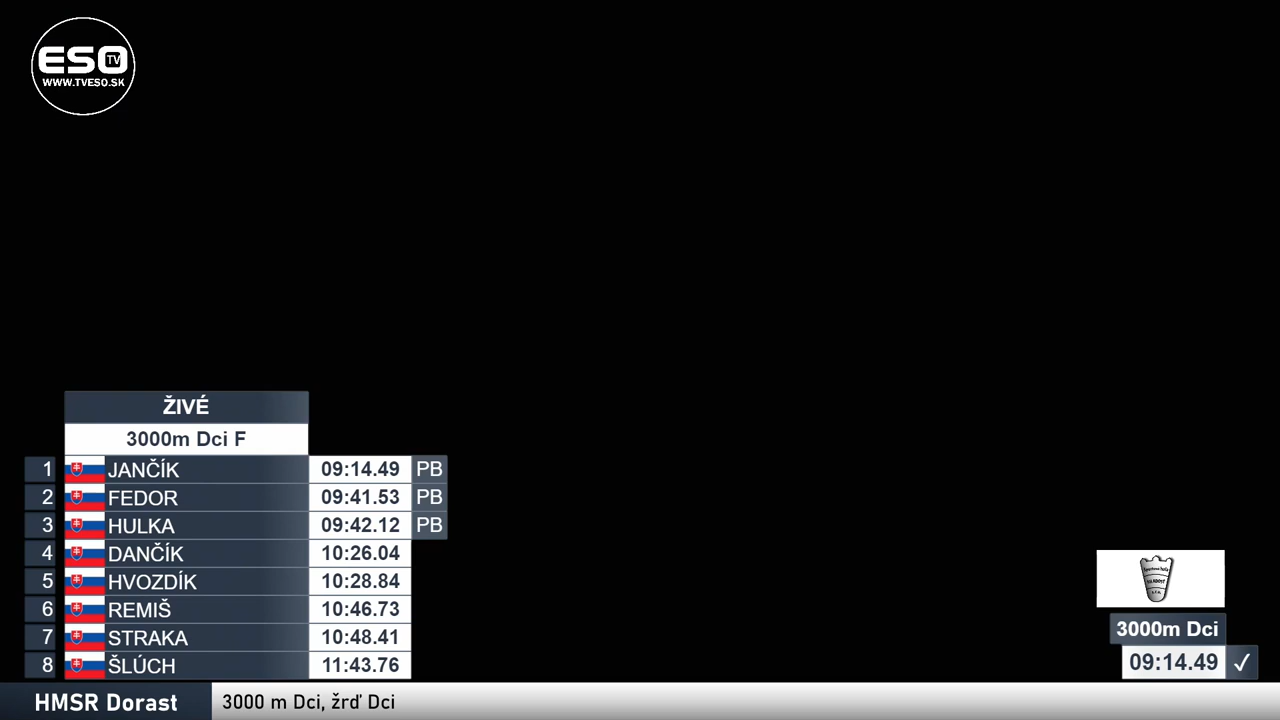 ESO TV
WWW.TVESO.SK
ŽIVÉ
3000m Dci F
1 JANČÍK 09:14.49 PB
2 FEDOR 09:41.53 PB
3 HULKA 09:42.12 PB
4 DANČÍK 10:26.04
5 HVOZDÍK 10:28.84
6 REMIŠ 10:46.73
7 STRAKA 10:48.41
8 ŠLÚCH 11:43.76
3000m Dci
09:14.49 ✓
HMSR Dorast 3000 m Dci, žrď Dci